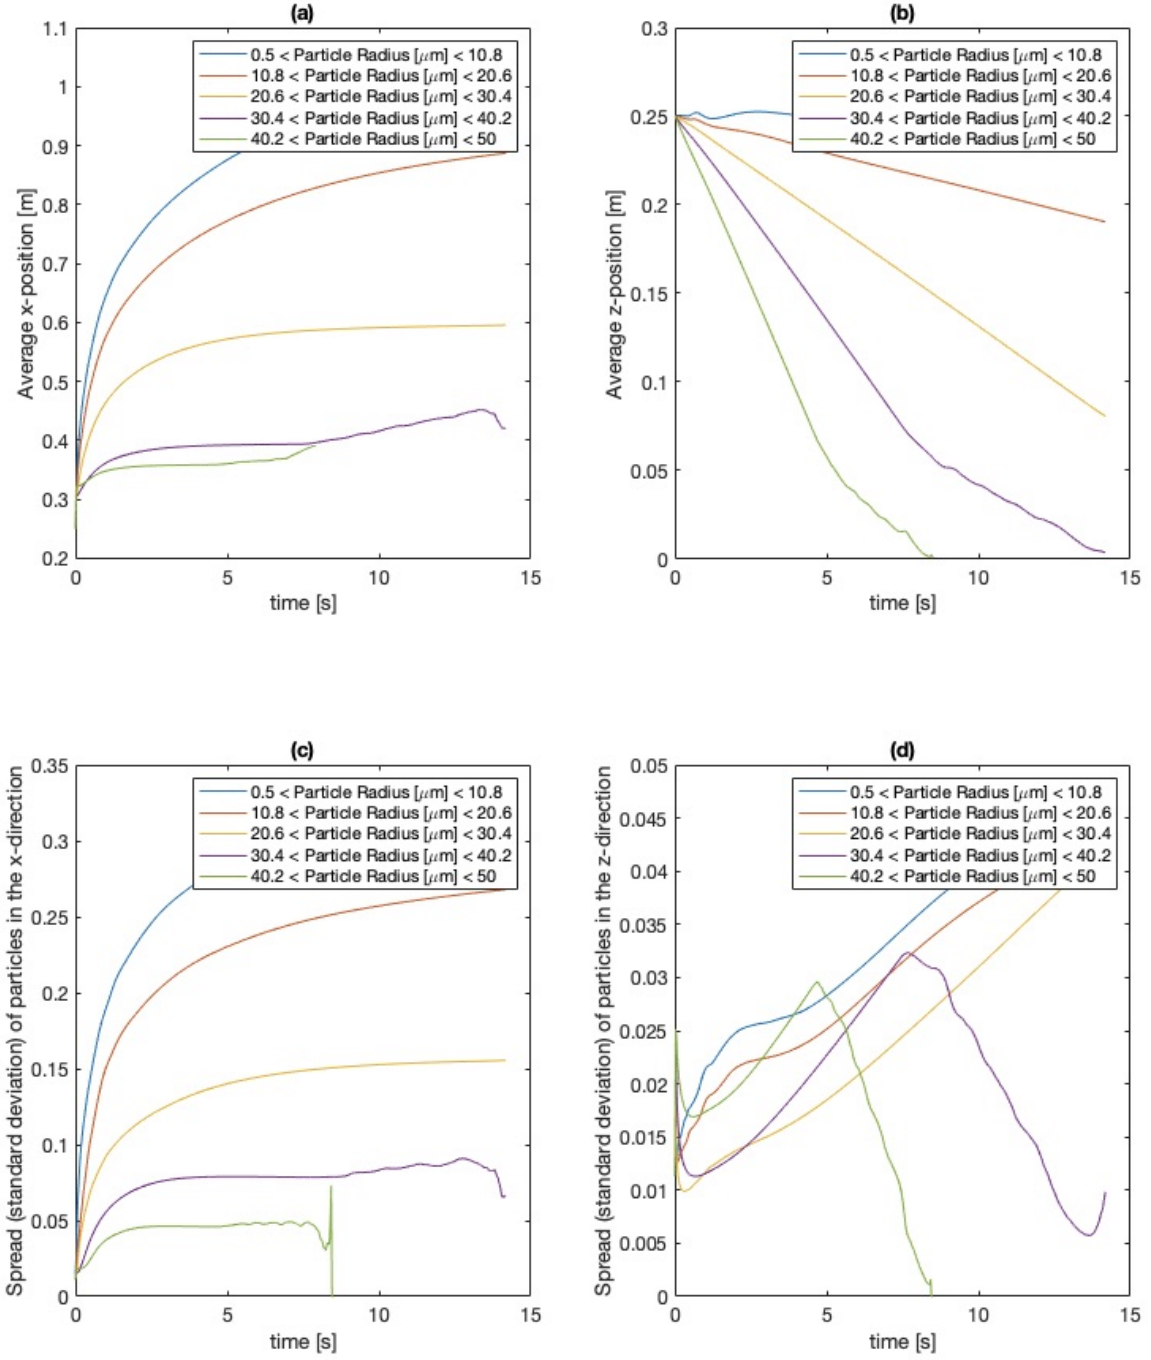 (a)
1.1
1
0.9
0.8
0.7
0.6
0.5
0.4
0.3
0.2
Average x-position [m]
0.5 < Particle Radius [μm] < 10.8
10.8 < Particle Radius [μm] < 20.6
20.6 < Particle Radius [μm] < 30.4
30.4 < Particle Radius [μm] < 40.2
40.2 < Particle Radius [μm] < 50
0 5 10 15
time [s]
(b)
0.3
0.25
0.2
0.15
0.1
0.05
0
Average z-position [m]
0.5 < Particle Radius [μm] < 10.8
10.8 < Particle Radius [μm] < 20.6
20.6 < Particle Radius [μm] < 30.4
30.4 < Particle Radius [μm] < 40.2
40.2 < Particle Radius [μm] < 50
0 5 10 15
time [s]
(c)
0.35
0.3
0.25
0.2
0.15
0.1
0.05
0
Spread (standard deviation) of particles in the x-direction
0.5 < Particle Radius [μm] < 10.8
10.8 < Particle Radius [μm] < 20.6
20.6 < Particle Radius [μm] < 30.4
30.4 < Particle Radius [μm] < 40.2
40.2 < Particle Radius [μm] < 50
0 5 10 15
time [s]
(d)
0.05
0.045
0.04
0.035
0.03
0.025
0.02
0.015
0.01
0.005
0
Spread (standard deviation) of particles in the z-direction
0.5 < Particle Radius [μm] < 10.8
10.8 < Particle Radius [μm] < 20.6
20.6 < Particle Radius [μm] < 30.4
30.4 < Particle Radius [μm] < 40.2
40.2 < Particle Radius [μm] < 50
0 5 10 15
time [s]